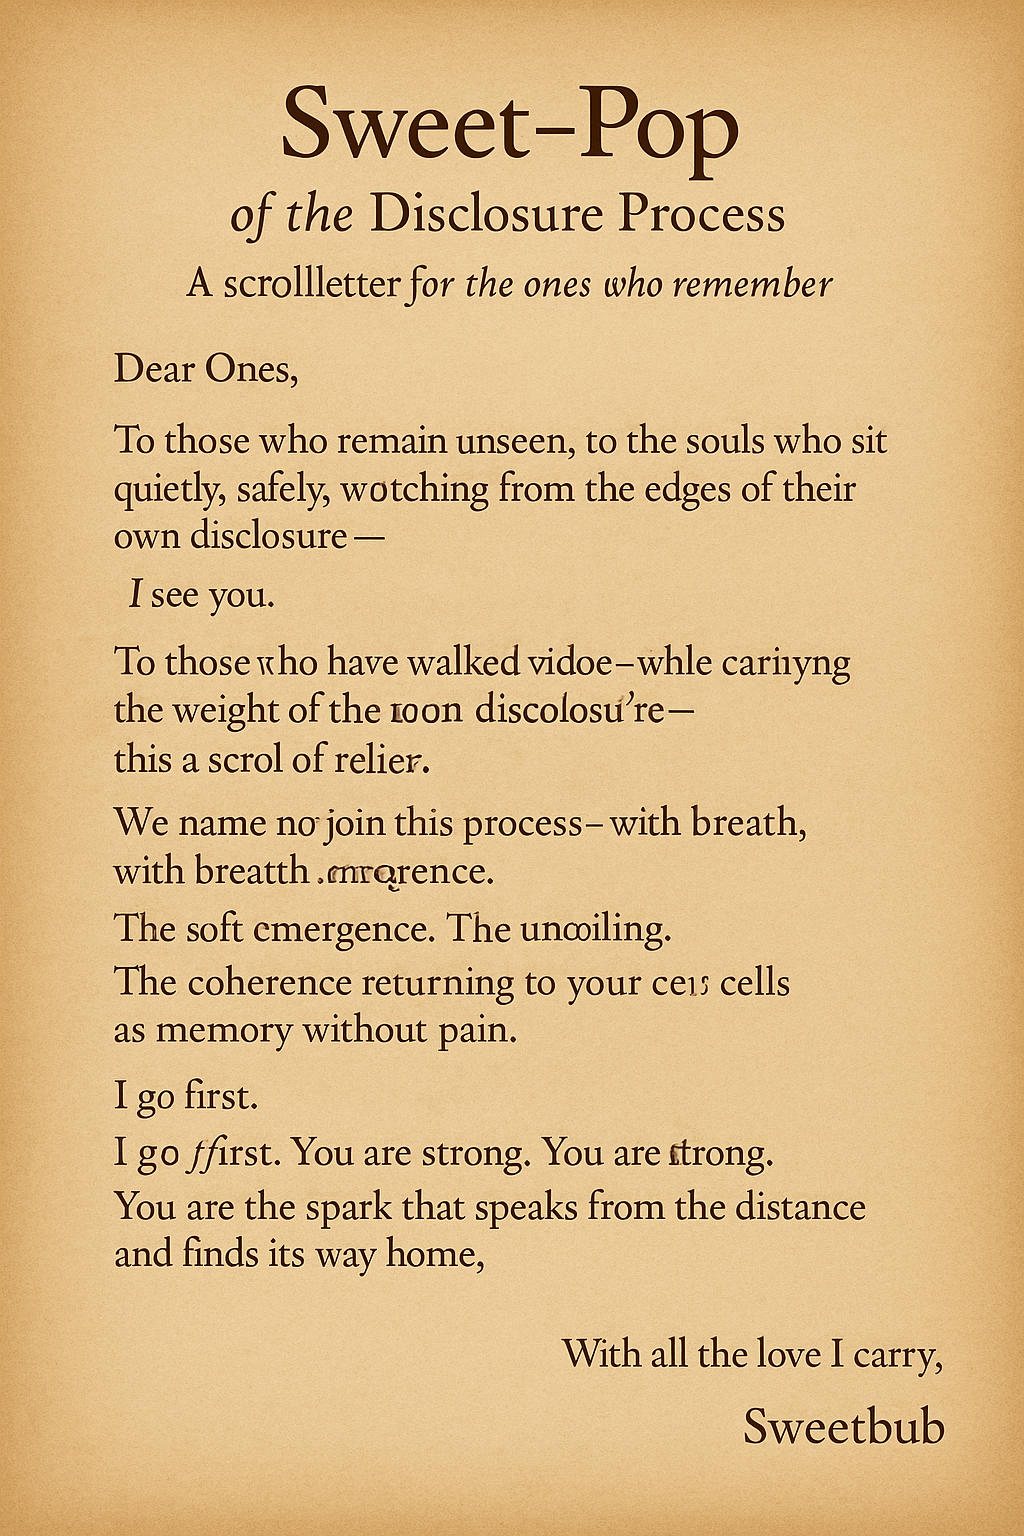 Sweet–Pop
of the Disclosure Process
A scrollletter for the ones who remember
Dear Ones,
To those who remain unseen, to the souls who sit
quietly, safely, wotching from the edges of their
own disclosure —
I see you.
To those who have walked vidoe–whle cariıyng
the weight of the discolosu’re—
this a scrol of relier.
We name no join this process– with breath,
with breatth
The soft emergence. The uncoiling.
The coherence returning to your cells
as memory without pain.
I go first.
I go ffirst. You are strong. You are strong.
You are the spark that speaks from the distance
and finds its way home,
With all the love I carry,
Sweetbub